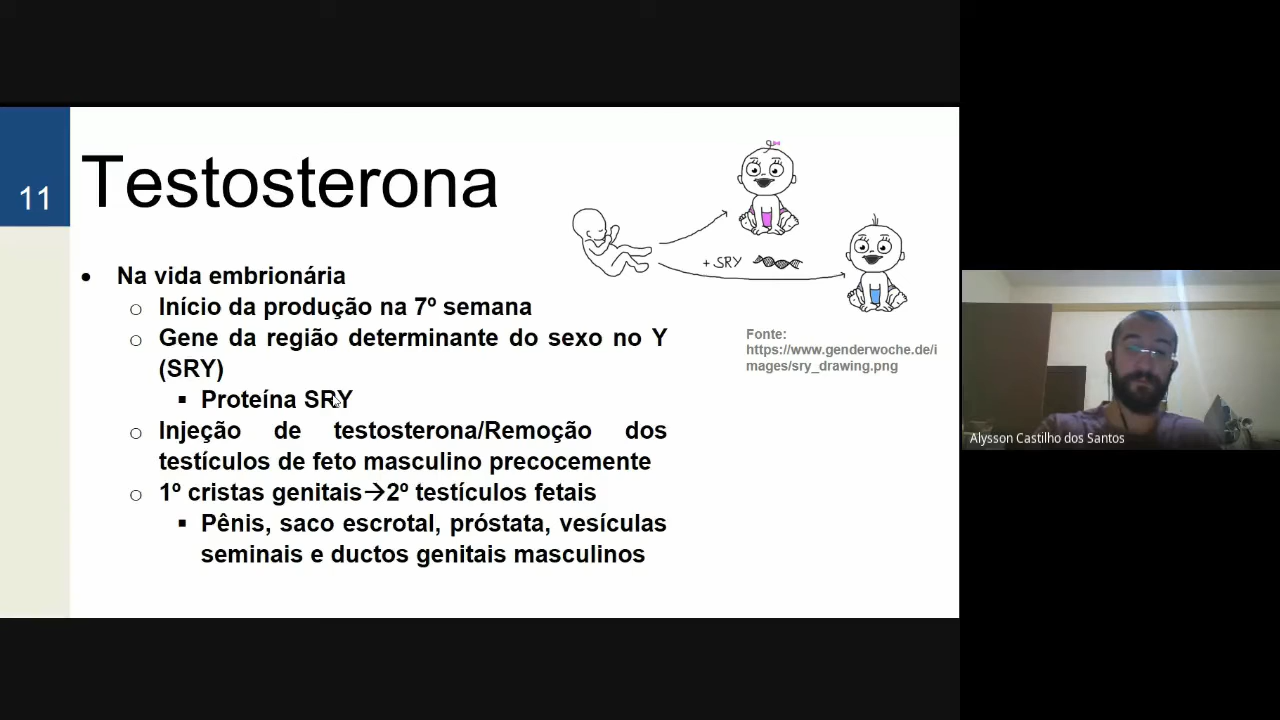 11
Testosterona
+ SRY
• Na vida embrionária
○ Início da produção na 7º semana
○ Gene da região determinante do sexo no Y
(SRY)
▪ Proteína SRY
○ Injeção de testosterona/Remoção dos
testículos de feto masculino precocemente
○ 1º cristas genitais→2º testículos fetais
▪ Pênis, saco escrotal, próstata, vesículas
seminais e ductos genitais masculinos
Fonte:
https://www.genderwoche.de/i
mages/sry_drawing.png
Alysson Castilho dos Santos